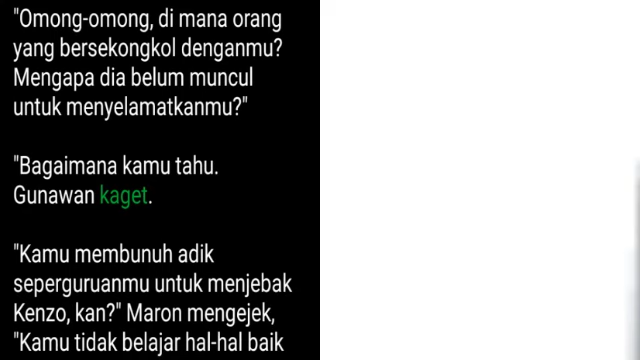 "Omong-omong, di mana orang
yang bersekongkol denganmu?
Mengapa dia belum muncul
untuk menyelamatkanmu?"
"Bagaimana kamu tahu.
Gunawan kaget.
"Kamu membunuh adik
seperguruanmu untuk menjebak
Kenzo, kan?" Maron mengejek,
"Kamu tidak belajar hal-hal baik